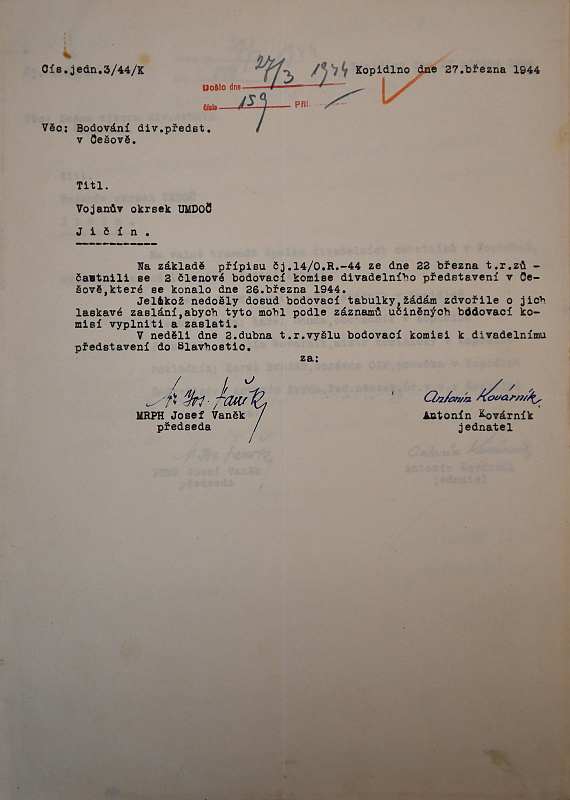 Čís.jedn.3/44/K
27/3 1944 Kopidlno dne 27.března 1944
Došlo dne
číslo 159 Příl.
Věc: Bodování div.předst.
v Češově.
Titl.
Vojanův okrsek UMDOČ
J i č í n .
Na základě přípisu čj.14/O.R.-44 ze dne 22 března t.r.zů -
častnili se 2 členové bodovací komise divadelního představení v Če-
šově,které se konalo dne 26.března 1944.
Jelikož nedošly dosud bodovací tabulky,žádám zdvořile o jich
laskavé zaslání,abych tyto mohl podle záznamů učiněných bodovací ko-
misí vyplniti a zaslati.
V neděli dne 2.dubna t.r.vyšlu bodovací komisi k divadelnímu
představení do Slavhostic.
za:
Jos. Vaněk
Antonín Kovárník
MRPH Josef Vaněk
předseda
Antonín Kovárník
jednatel